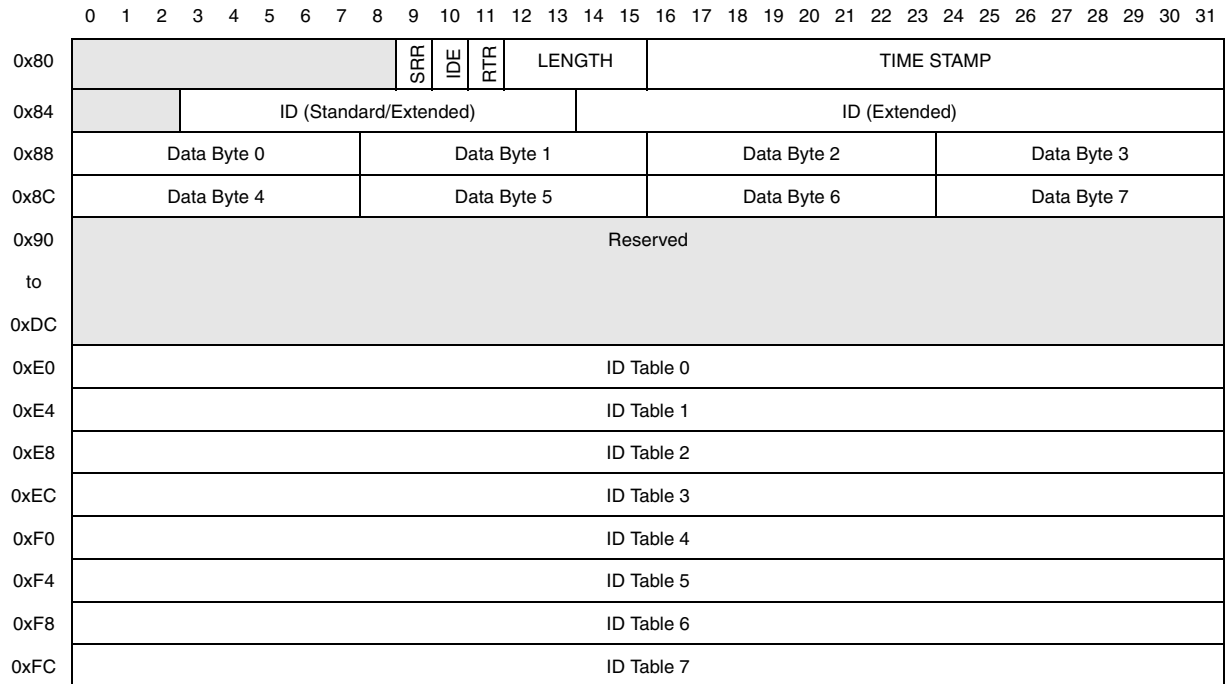 0 1 2 3 4 5 6 7 8 9 10 11 12 13 14 15 16 17 18 19 20 21 22 23 24 25 26 27 28 29 30 31
0x80 SRR IDE RTR LENGTH TIME STAMP
0x84 ID (Standard/Extended) ID (Extended)
0x88 Data Byte 0 Data Byte 1 Data Byte 2 Data Byte 3
0x8C Data Byte 4 Data Byte 5 Data Byte 6 Data Byte 7
0x90 Reserved
to
0xDC
0xE0 ID Table 0
0xE4 ID Table 1
0xE8 ID Table 2
0xEC ID Table 3
0xF0 ID Table 4
0xF4 ID Table 5
0xF8 ID Table 6
0xFC ID Table 7